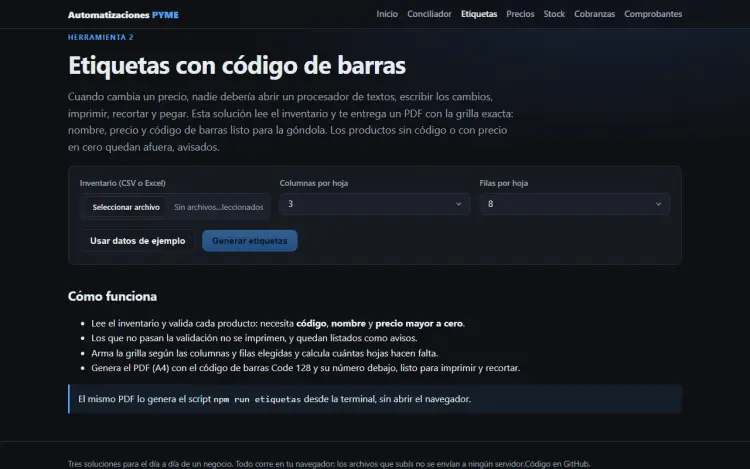 Automatizaciones PYME
Inicio Conciliador Etiquetas Precios Stock Cobranzas Comprobantes
HERRAMIENTA 2
Etiquetas con código de barras
Cuando cambia un precio, nadie debería abrir un procesador de textos, escribir los cambios,
imprimir, recortar y pegar. Esta solución lee el inventario y te entrega un PDF con la grilla exacta:
nombre, precio y código de barras listo para la góndola. Los productos sin código o con precio
en cero quedan afuera, avisados.
Inventario (CSV o Excel) Columnas por hoja Filas por hoja
Seleccionar archivo Sin archivos...leccionados 3 8
Usar datos de ejemplo Generar etiquetas
Cómo funciona
• Lee el inventario y valida cada producto: necesita código, nombre y precio mayor a cero.
• Los que no pasan la validación no se imprimen, y quedan listados como avisos.
• Arma la grilla según las columnas y filas elegidas y calcula cuántas hojas hacen falta.
• Genera el PDF (A4) con el código de barras Code 128 y su número debajo, listo para imprimir y recortar.
El mismo PDF lo genera el script npm run etiquetas desde la terminal, sin abrir el navegador.
Tres soluciones para el día a día de un negocio. Todo corre en tu navegador: los archivos que subís no se envían a ningún servidor.Código en GitHub.